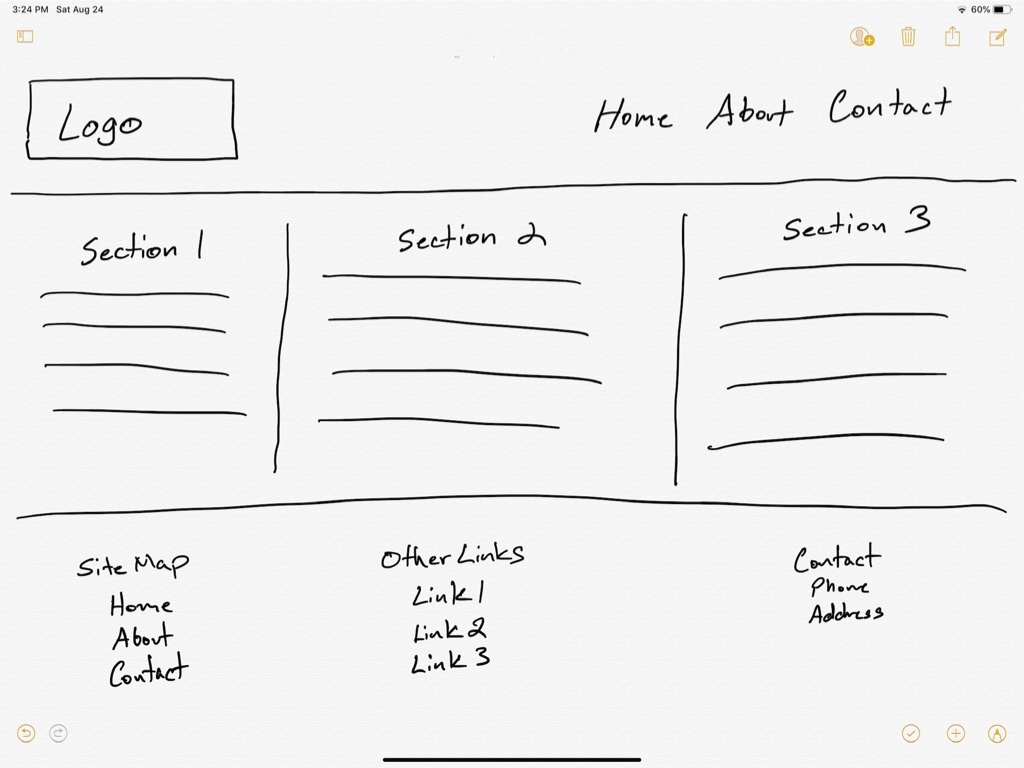 3:24 PM Sat Aug 24 60%
Logo
Home About Contact
Section 1
Section 2
Section 3
Site Map
Home
About
Contact
Other Links
Link 1
Link 2
Link 3
Contact
Phone
Address